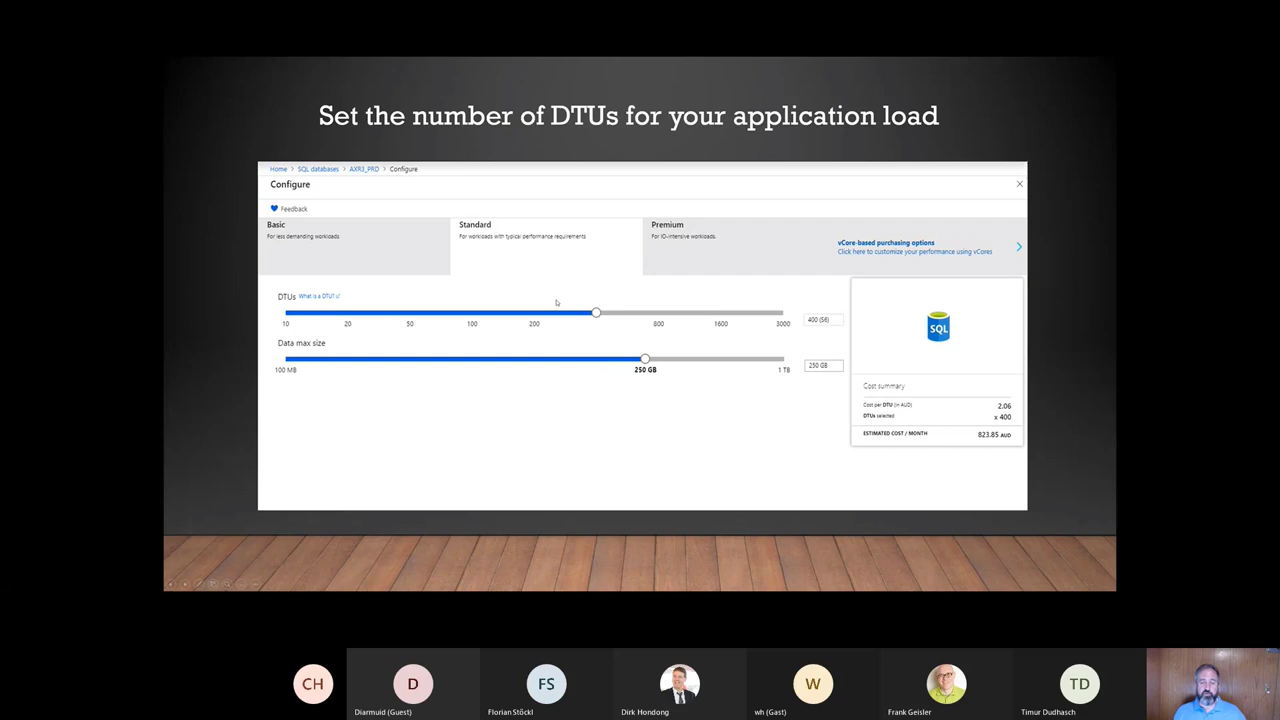 Set the number of DTUs for your application load
Home > SQL databases > AXR3_PRD > Configure
Configure
Feedback
Basic
For less demanding workloads
Standard
For workloads with typical performance requirements
Premium
For IO-intensive workloads.
vCore-based purchasing options
Click here to customize your performance using vCores
DTUs What is a DTU?
10 20 50 100 200 800 1600 3000
400 (S6)
Data max size
100 MB 250 GB 1 TB
250 GB
SQL
Cost summary
Cost per DTU (in AUD) 2.06
DTUs selected x 400
ESTIMATED COST / MONTH 823.85 AUD
CH
D
FS
W
TD
Diarmuid (Guest)
Florian Stöckl
Dirk Hondong
wh (Gast)
Frank Geisler
Timur Dudhasch